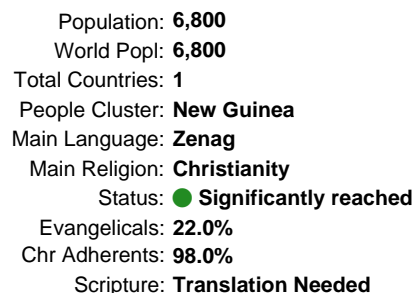 Population: 6,800
World Popl: 6,800
Total Countries: 1
People Cluster: New Guinea
Main Language: Zenag
Main Religion: Christianity
Status: Significantly reached
Evangelicals: 22.0%
Chr Adherents: 98.0%
Scripture: Translation Needed